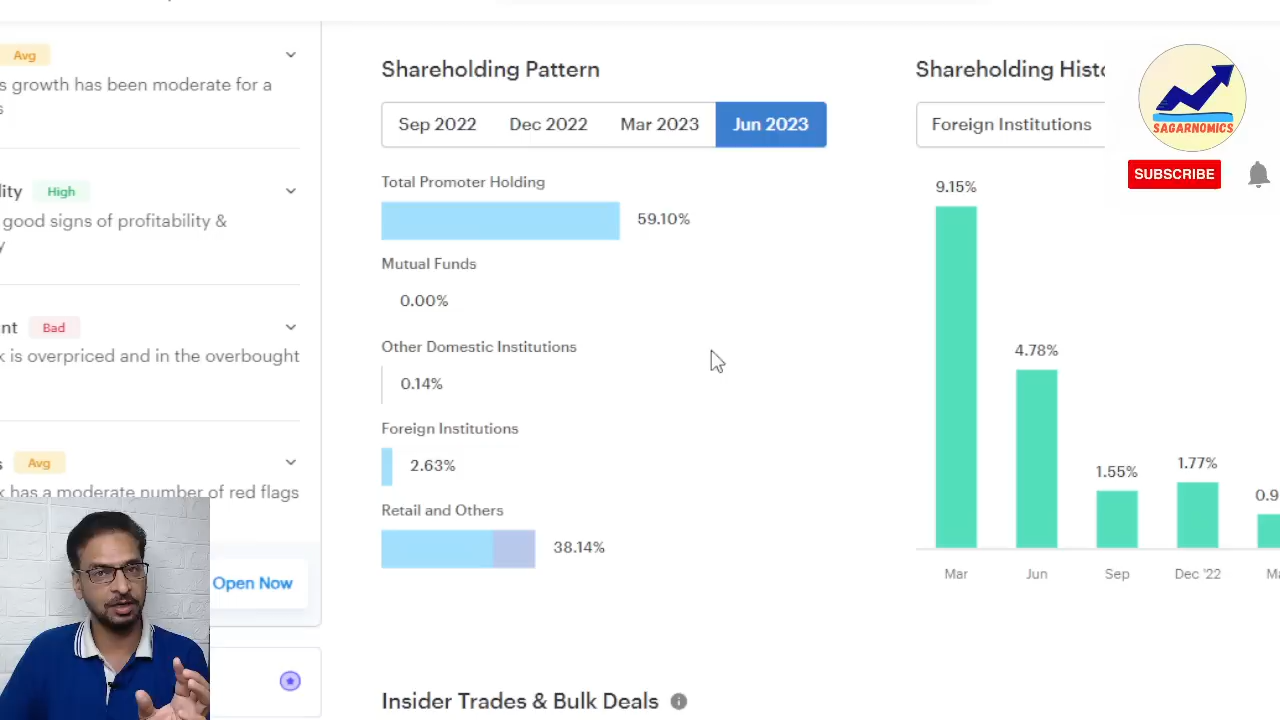 Avg
s growth has been moderate for a
s
lity High
good signs of profitability &
y
nt Bad
k is overpriced and in the overbought
s Avg
k has a moderate number of red flags
Open Now
Shareholding Pattern
Sep 2022 Dec 2022 Mar 2023 Jun 2023
Total Promoter Holding
59.10%
Mutual Funds
0.00%
Other Domestic Institutions
0.14%
Foreign Institutions
2.63%
Retail and Others
38.14%
Insider Trades & Bulk Deals
Shareholding Histo
Foreign Institutions
9.15%
4.78%
1.55%
1.77%
0.9
Mar Jun Sep Dec '22 Ma
SAGARNOMICS
SUBSCRIBE